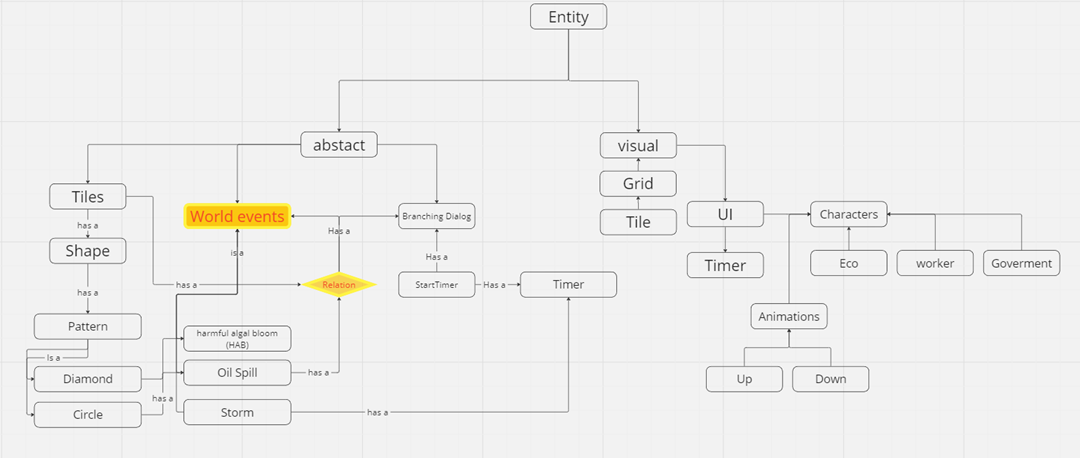 Entity
abstact
visual
Tiles
World events
Branching Dialog
Grid
Tile
UI
Characters
has a
Has a
Shape
is a
Has a
Timer
Eco
worker
Goverment
has a
has a
Relation
StartTimer
Has a
Timer
Pattern
harmful algal bloom
(HAB)
Animations
Is a
Diamond
Oil Spill
has a
Up
Down
has a
Circle
Storm
has a